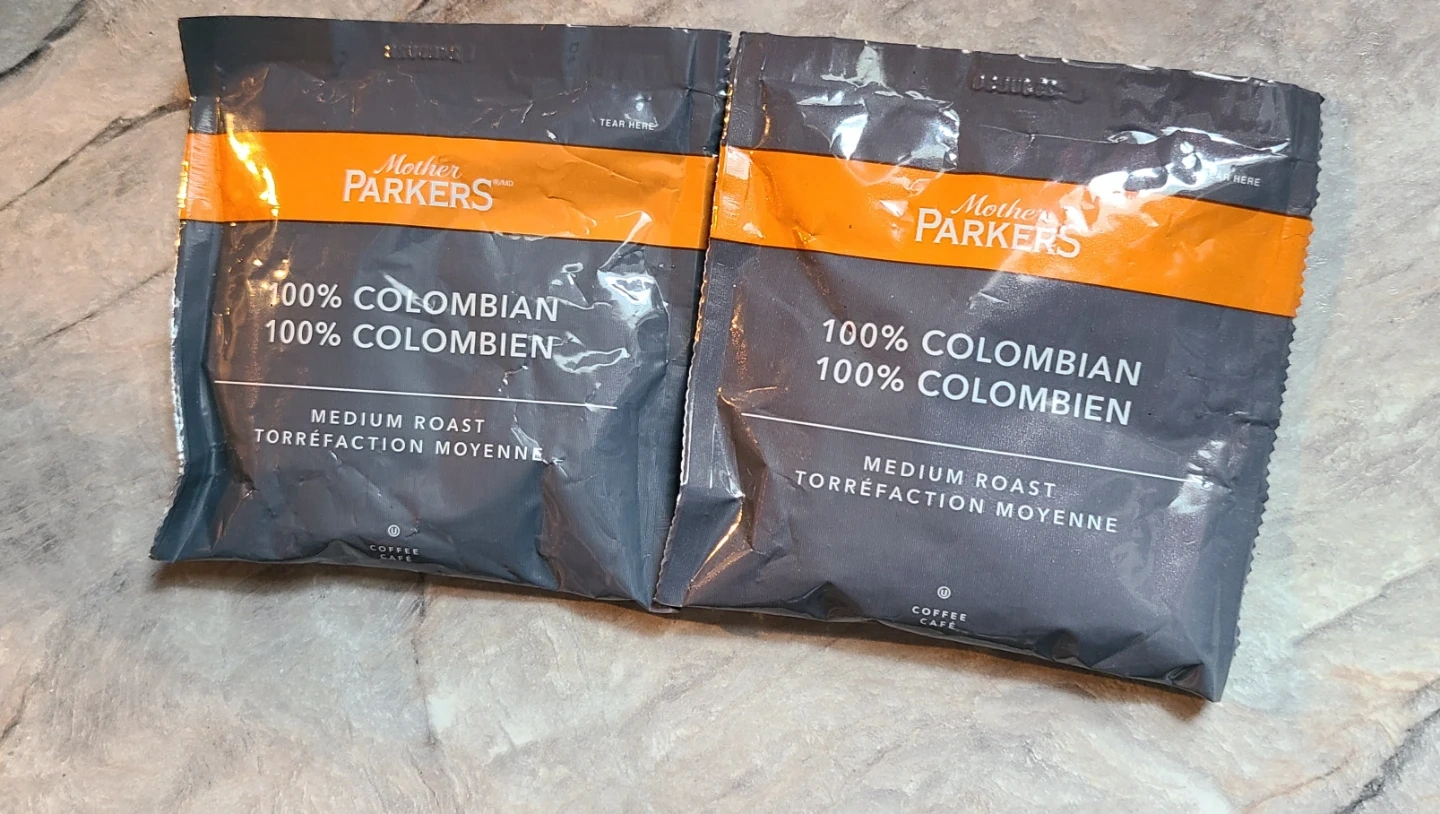 TEAR HERE
Mother
PARKERS
100% COLOMBIAN
100% COLOMBIEN
MEDIUM ROAST
TORRÉFACTION MOYENNE
U
COFFEE
CAFÉ
HERE
Mother
PARKERS
100% COLOMBIAN
100% COLOMBIEN
MEDIUM ROAST
TORRÉFACTION MOYENNE
U
COFFEE
CAFÉ